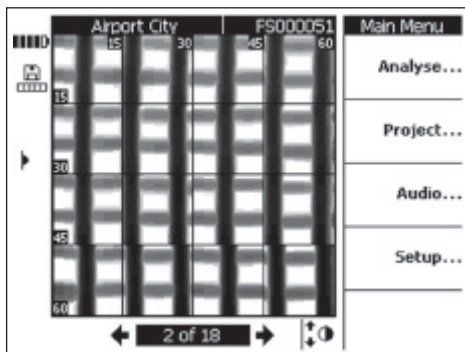 Airport City FS000051 Main Menu
15 30 45 60
Analyse...
15
Project...
30
Audio...
45
Setup...
60
2 of 18